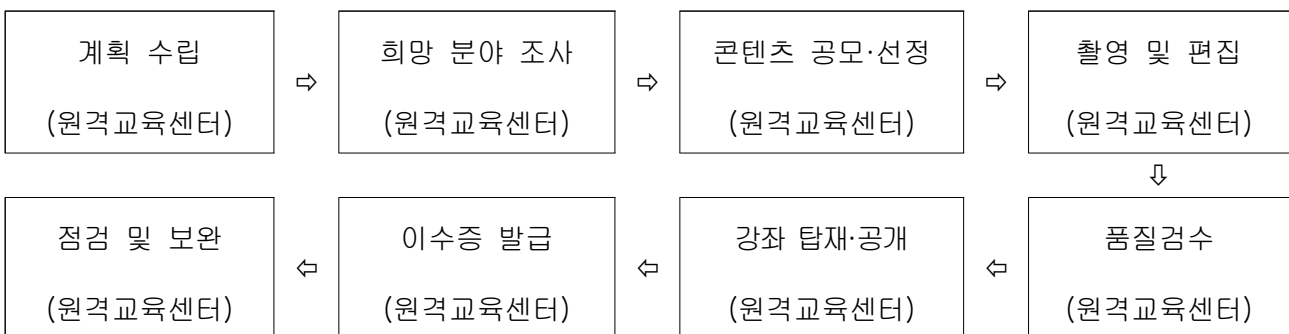 계획 수립
(원격교육센터)
⇨
희망 분야 조사
(원격교육센터)
⇨
콘텐츠 공모·선정
(원격교육센터)
⇨
촬영 및 편집
(원격교육센터)
⇩
품질검수
(원격교육센터)
⇦
강좌 탑재·공개
(원격교육센터)
⇦
이수증 발급
(원격교육센터)
⇦
점검 및 보완
(원격교육센터)